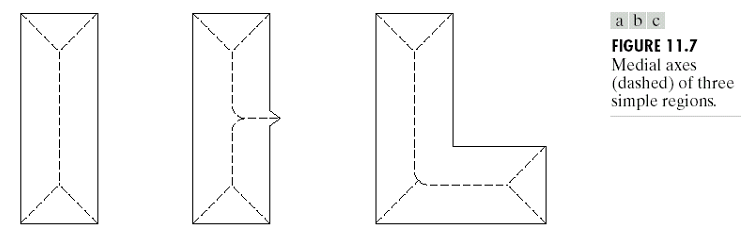 a b c
FIGURE 11.7
Medial axes
(dashed) of three
simple regions.